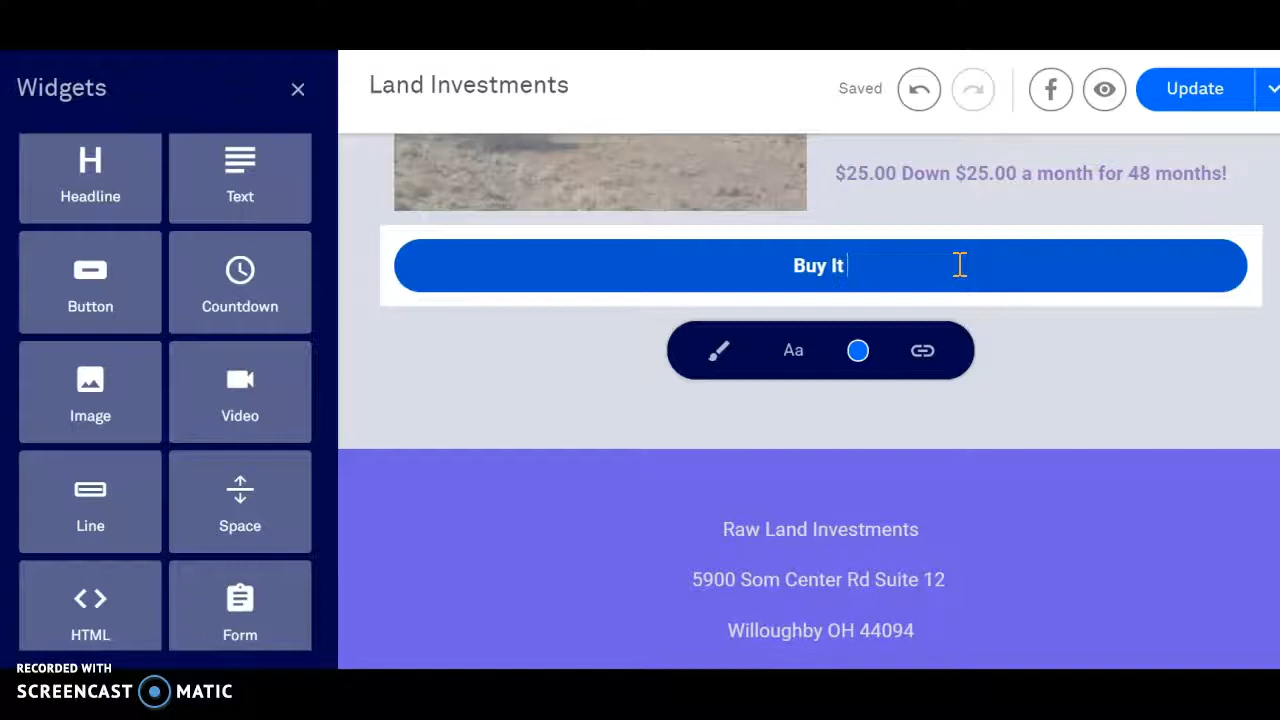 Widgets
Land Investments
Saved
Update
Headline
Text
$25.00 Down $25.00 a month for 48 months!
Button
Countdown
Buy It
Aa
Image
Video
Line
Space
Raw Land Investments
5900 Som Center Rd Suite 12
HTML
Form
Willoughby OH 44094
RECORDED WITH
SCREENCAST MATIC